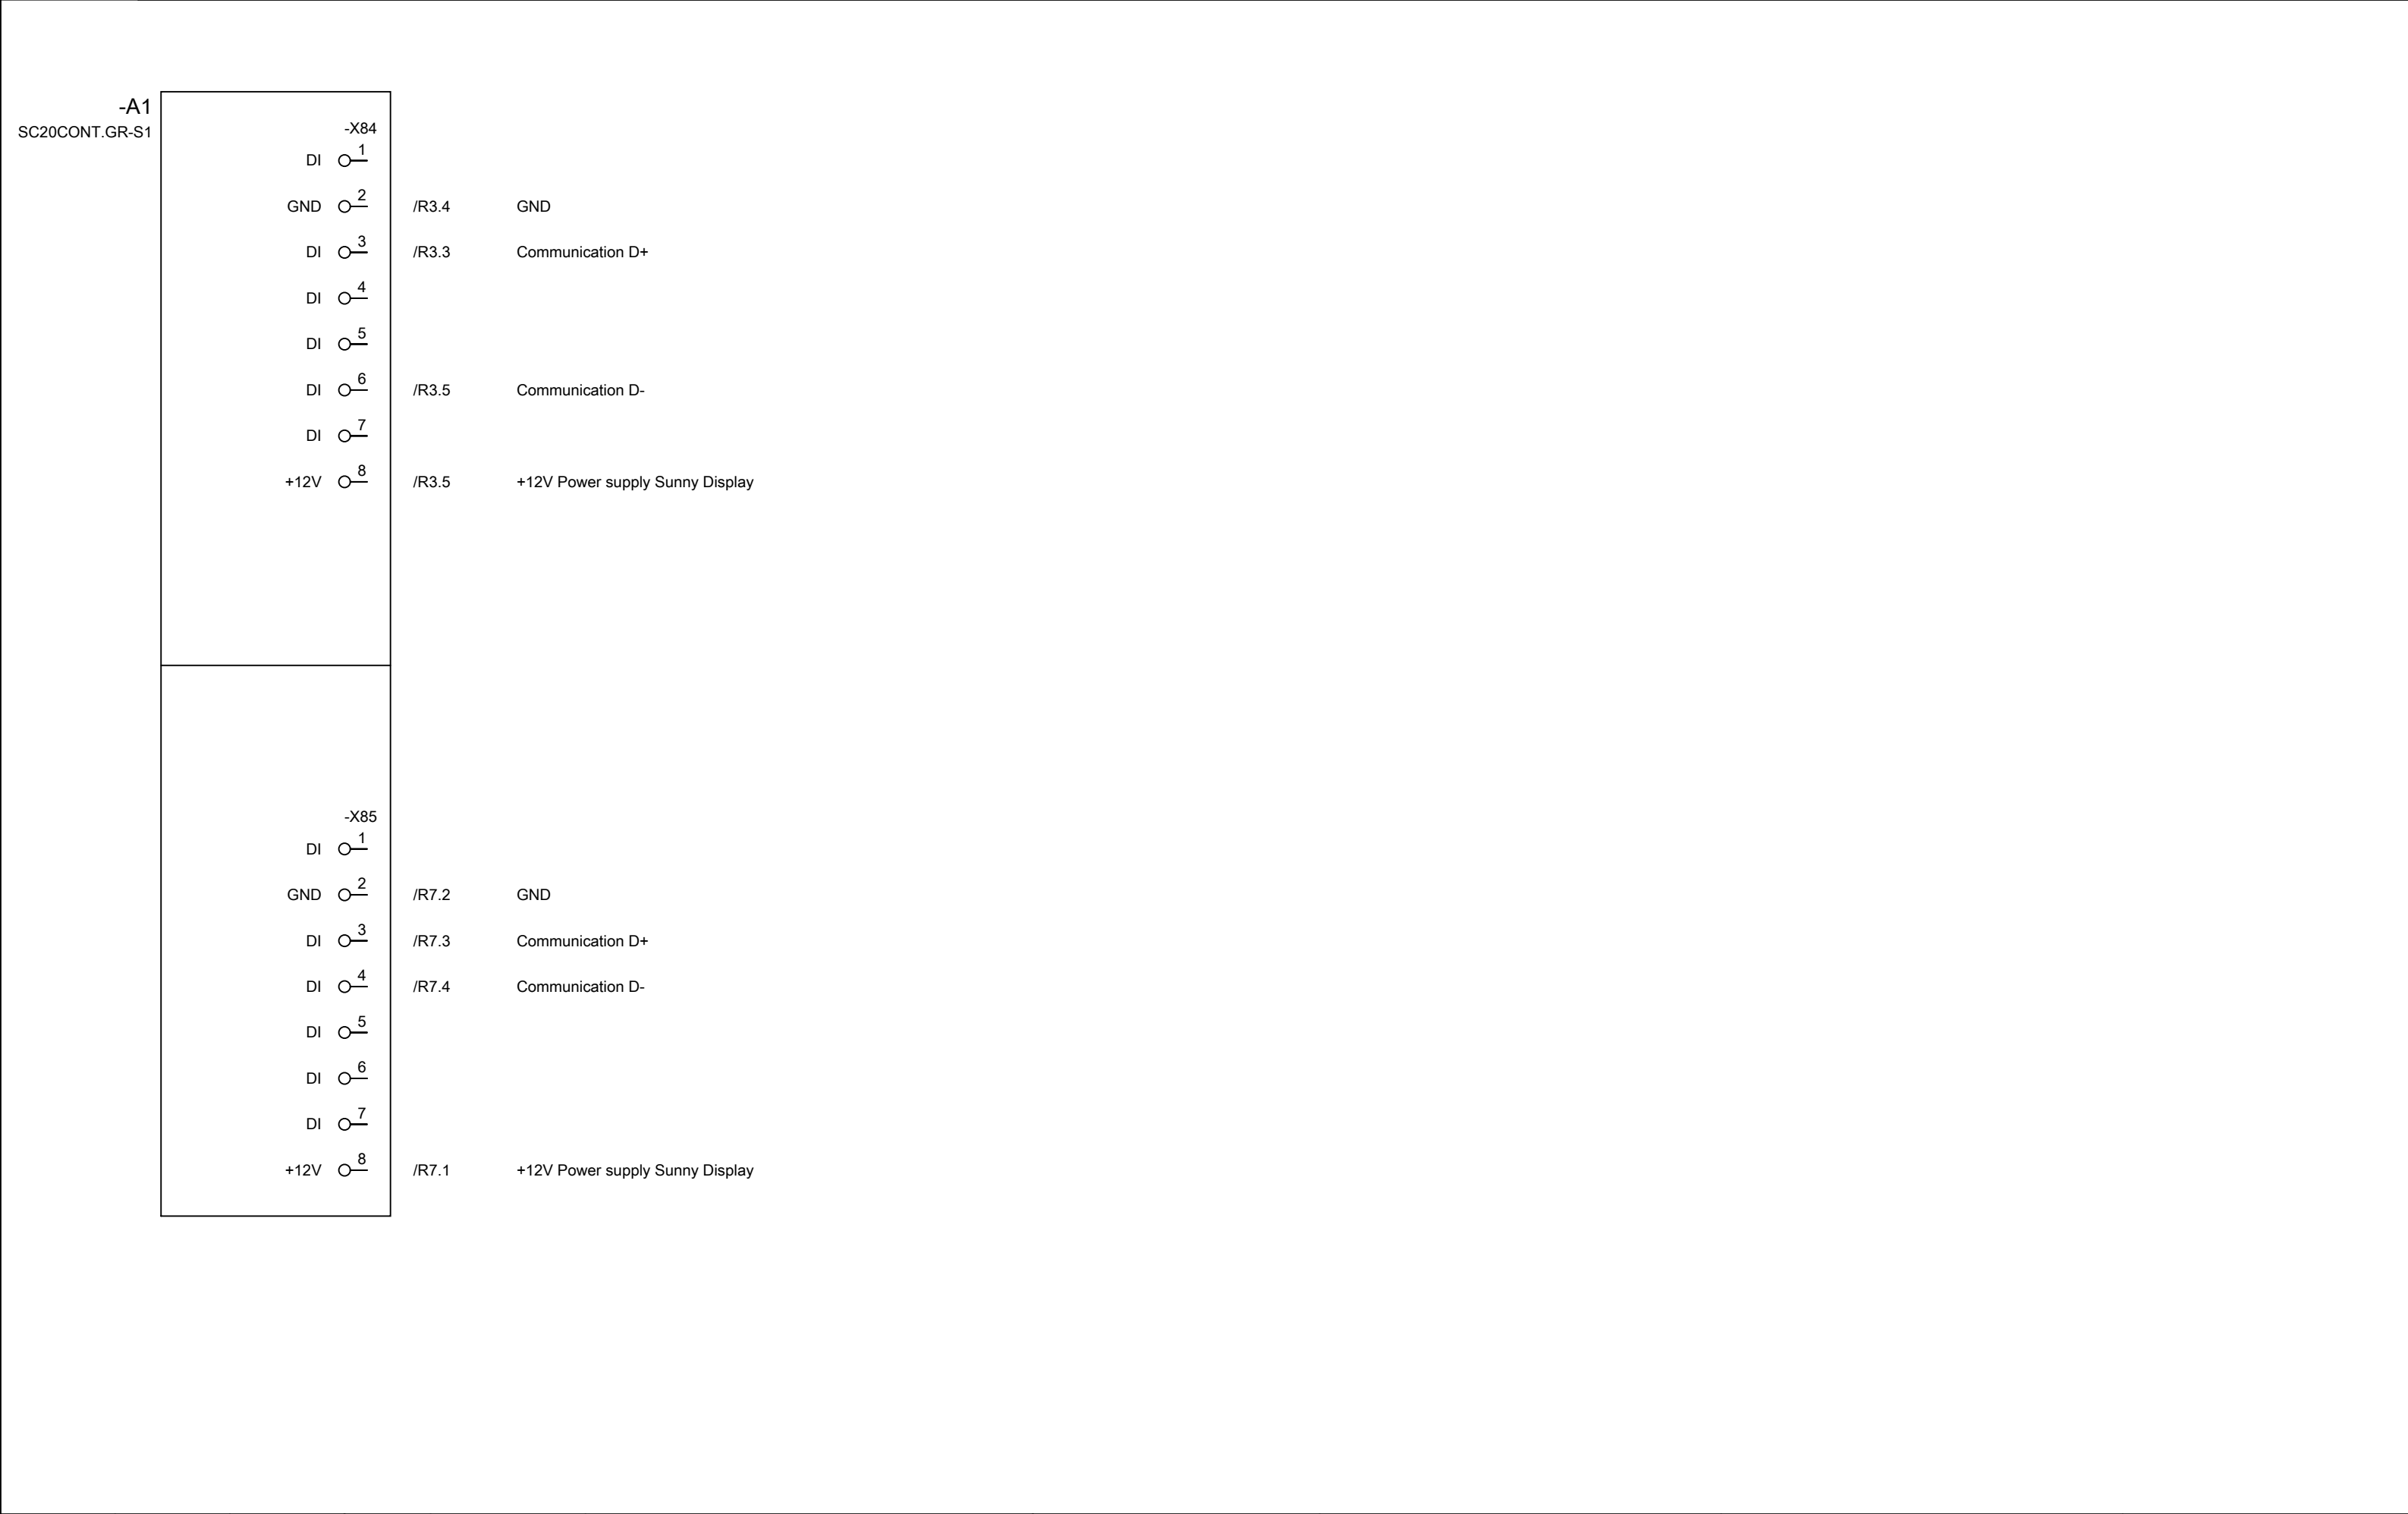 -A1
SC20CONT.GR-S1
-X84
DI 1
GND 2 /R3.4 GND
DI 3 /R3.3 Communication D+
DI 4
DI 5
DI 6 /R3.5 Communication D-
DI 7
+12V 8 /R3.5 +12V Power supply Sunny Display
-X85
DI 1
GND 2 /R7.2 GND
DI 3 /R7.3 Communication D+
DI 4 /R7.4 Communication D-
DI 5
DI 6
DI 7
+12V 8 /R7.1 +12V Power supply Sunny Display